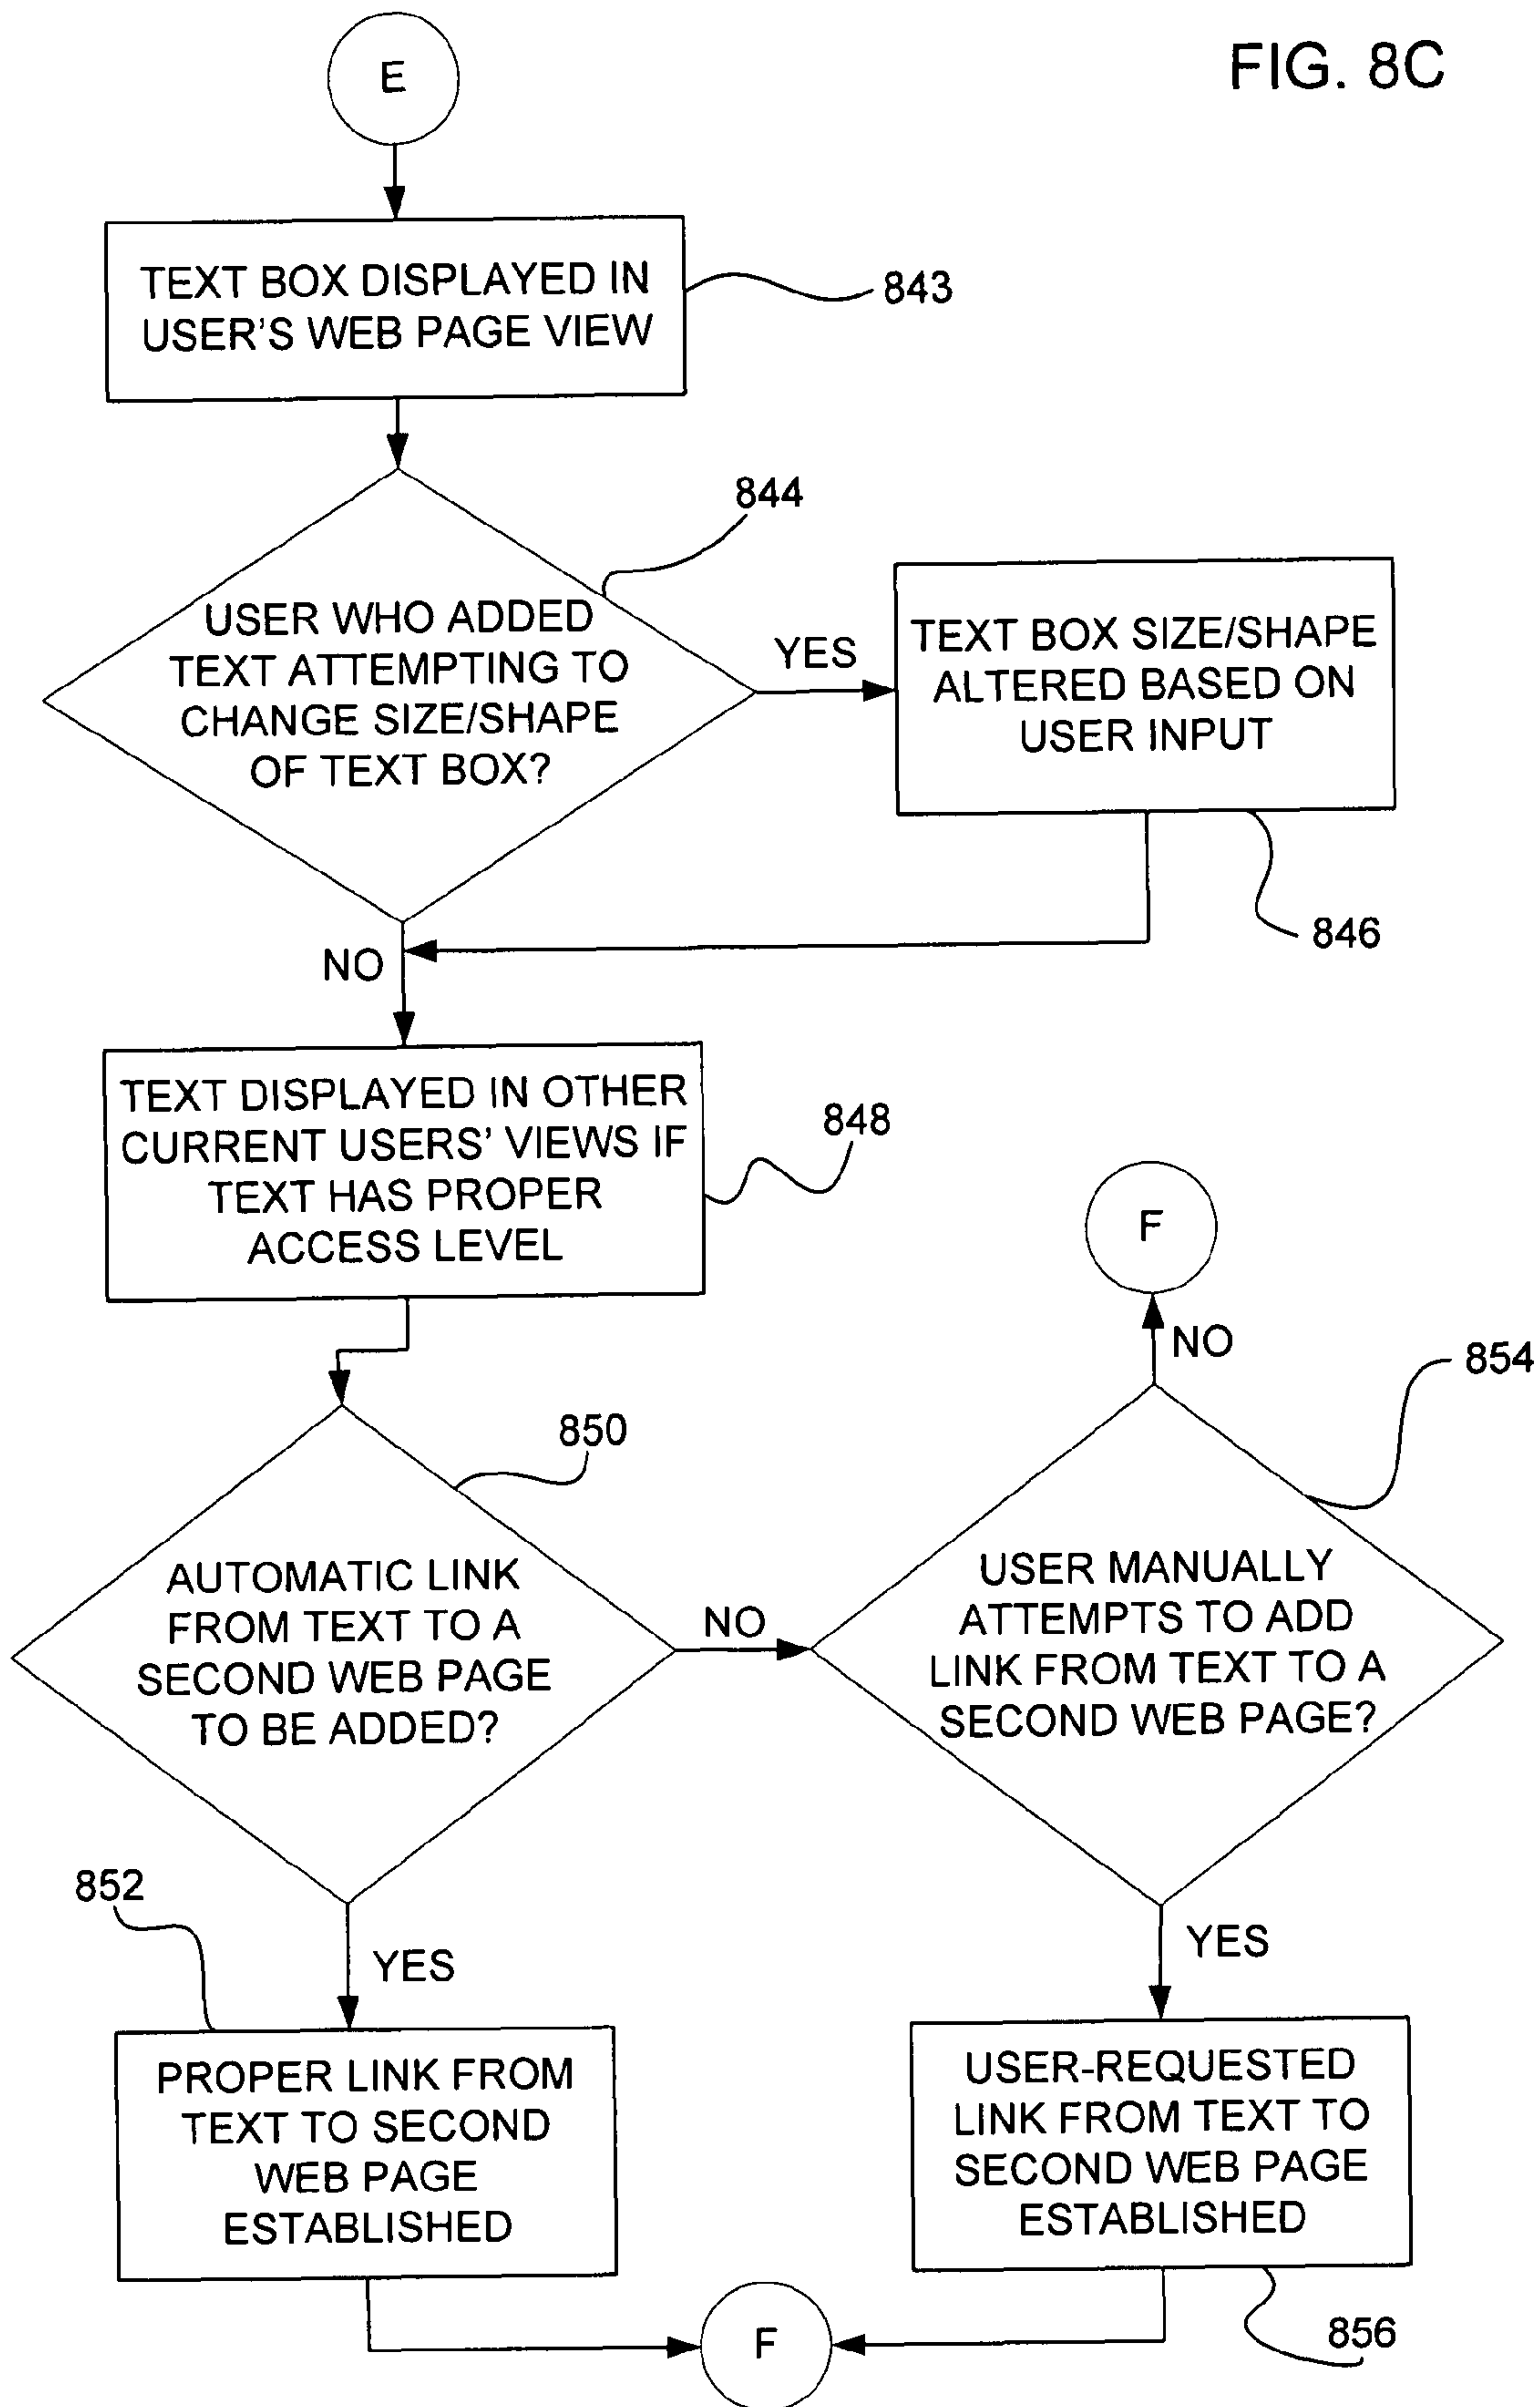 FIG. 8C
E
TEXT BOX DISPLAYED IN
USER'S WEB PAGE VIEW
843
844
USER WHO ADDED
TEXT ATTEMPTING TO
CHANGE SIZE/SHAPE
OF TEXT BOX?
YES
TEXT BOX SIZE/SHAPE
ALTERED BASED ON
USER INPUT
846
NO
TEXT DISPLAYED IN OTHER
CURRENT USERS' VIEWS IF
TEXT HAS PROPER
ACCESS LEVEL
848
F
NO
854
850
AUTOMATIC LINK
FROM TEXT TO A
SECOND WEB PAGE
TO BE ADDED?
NO
USER MANUALLY
ATTEMPTS TO ADD
LINK FROM TEXT TO A
SECOND WEB PAGE?
852
YES
YES
PROPER LINK FROM
TEXT TO SECOND
WEB PAGE
ESTABLISHED
USER-REQUESTED
LINK FROM TEXT TO
SECOND WEB PAGE
ESTABLISHED
F
856